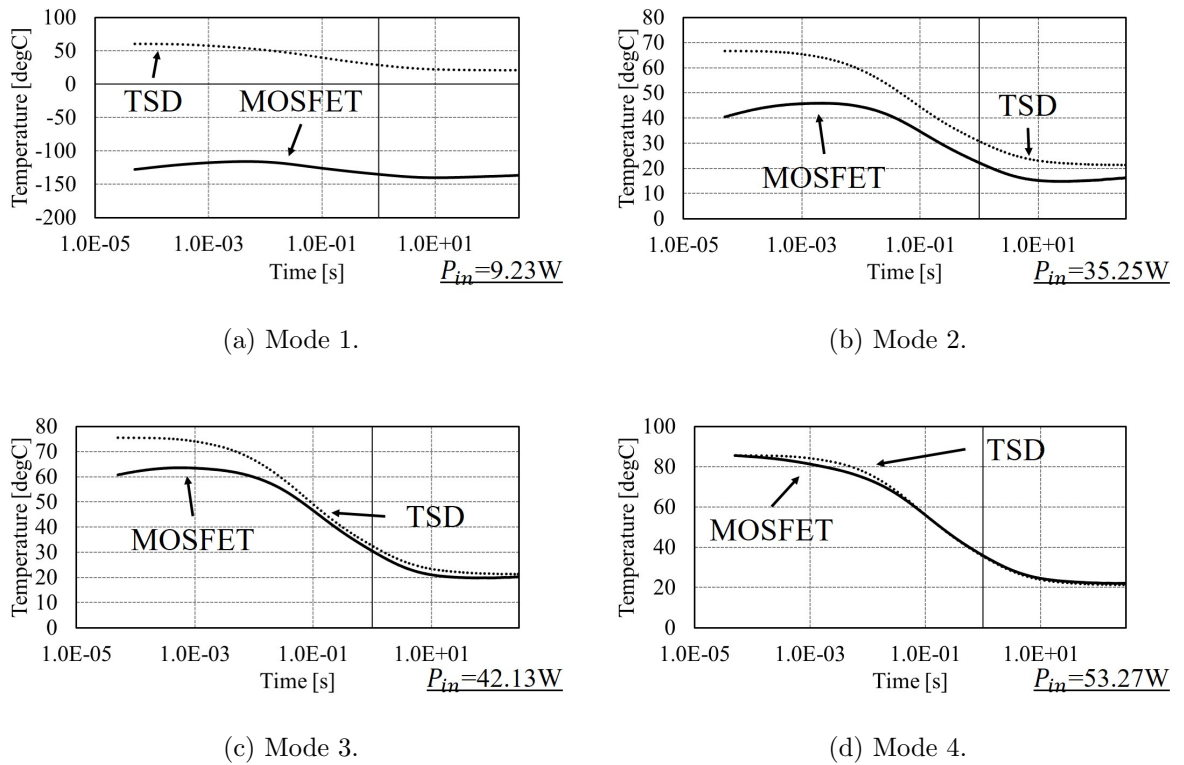 100
50
0
-50
-100
-150
-200
Temperature [degC]
TSD
MOSFET
1.0E-05 1.0E-03 1.0E-01 1.0E+01
Time [s]
Pin=9.23W
(a) Mode 1.
80
70
60
50
40
30
20
10
0
Temperature [degC]
TSD
MOSFET
1.0E-05 1.0E-03 1.0E-01 1.0E+01
Time [s]
Pin=35.25W
(b) Mode 2.
80
70
60
50
40
30
20
10
0
Temperature [degC]
TSD
MOSFET
1.0E-05 1.0E-03 1.0E-01 1.0E+01
Time [s]
Pin=42.13W
(c) Mode 3.
100
80
60
40
20
0
Temperature [degC]
TSD
MOSFET
1.0E-05 1.0E-03 1.0E-01 1.0E+01
Time [s]
Pin=53.27W
(d) Mode 4.